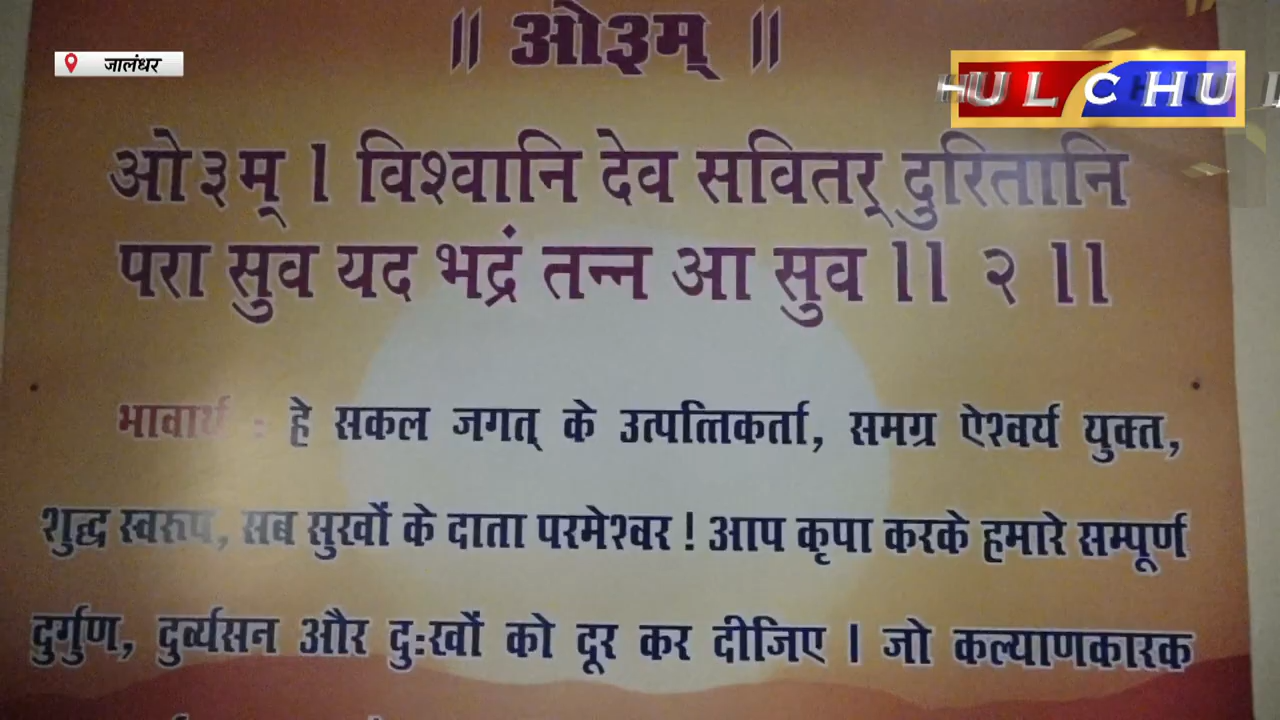 ॥ ओ३म् ॥
जालंधर
HULCHUL
ओ३म् । विश्वानि देव सवितर् दुरितानि
परा सुव यद भद्रं तन्न आ सुव ।। २ ।।
भावार्थ : हे सकल जगत् के उत्पत्तिकर्ता, समग्र ऐश्वर्य युक्त,
शुद्ध स्वरूप, सब सुखों के दाता परमेश्वर ! आप कृपा करके हमारे सम्पूर्ण
दुर्गुण, दुर्व्यसन और दुःखों को दूर कर दीजिए । जो कल्याणकारक